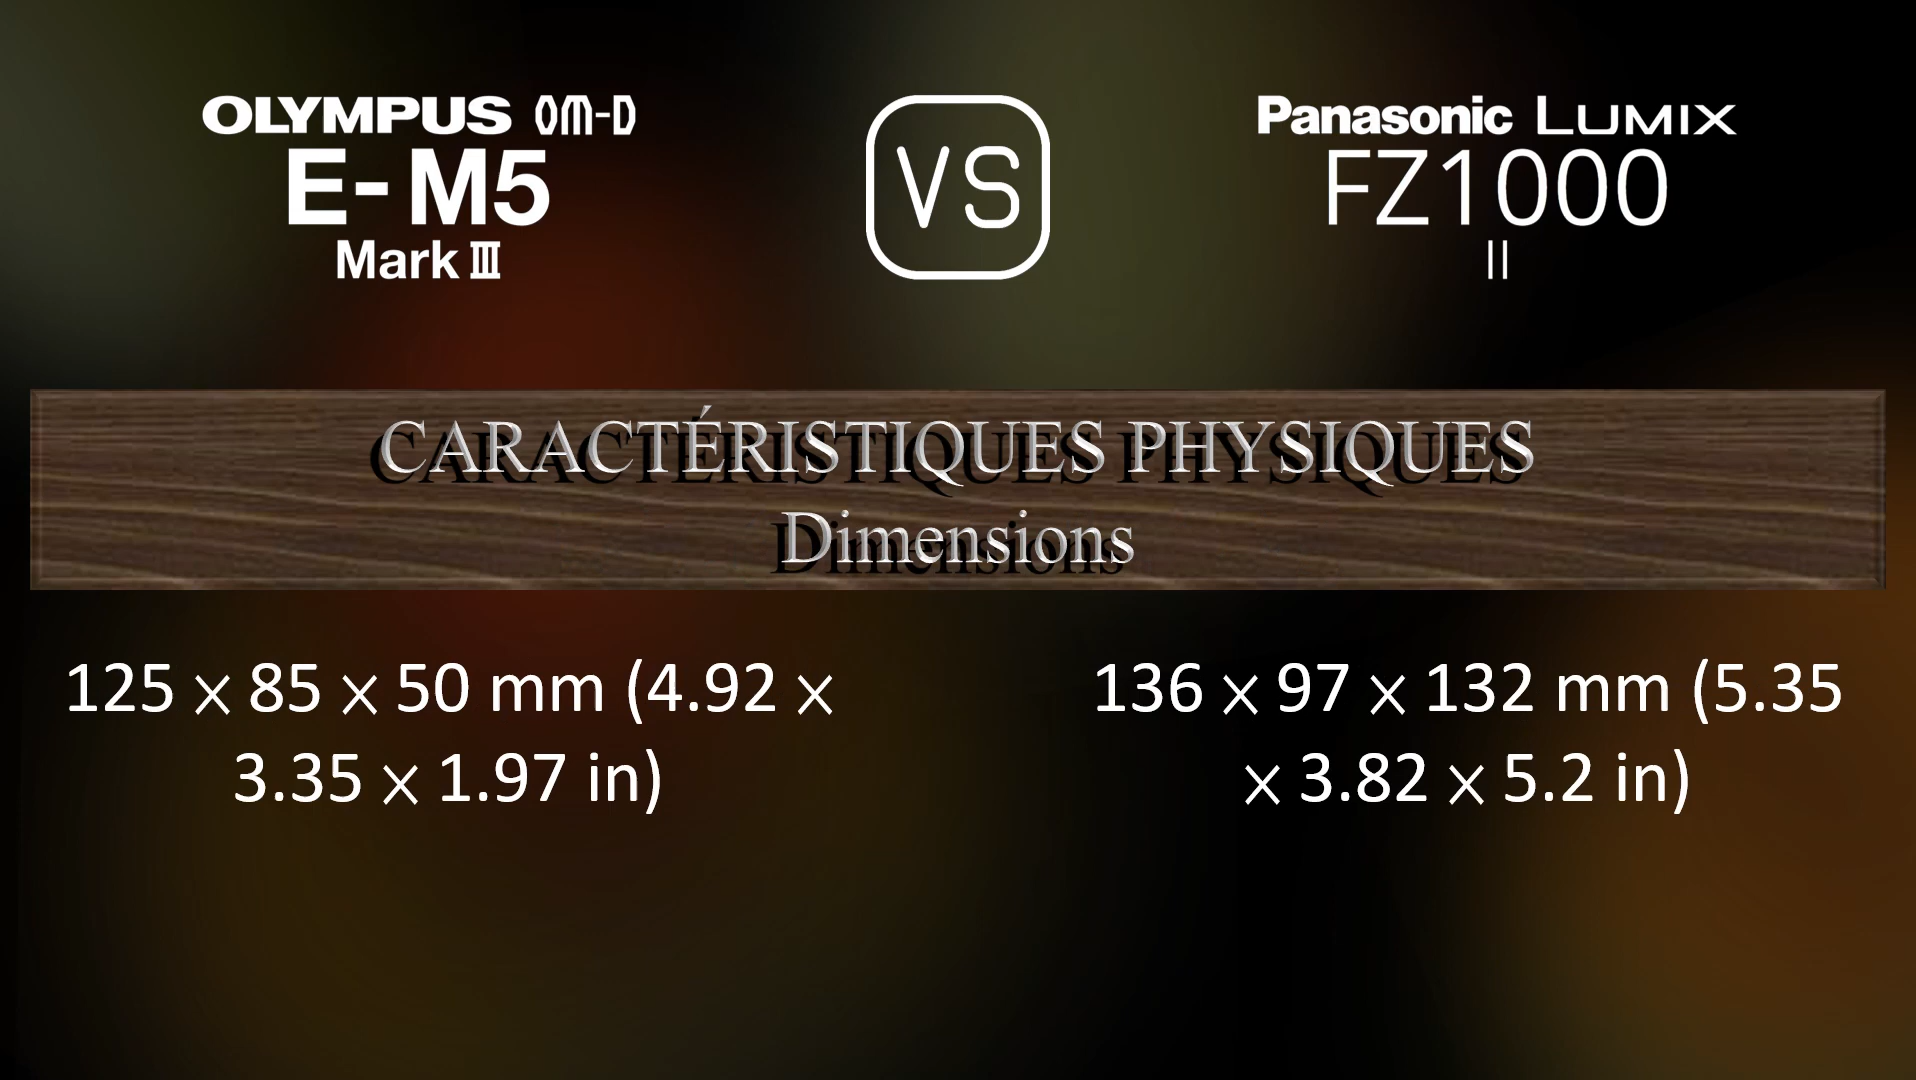 OLYMPUS OM-D
E-M5
Mark III
VS
Panasonic LUMIX
FZ1000
II
CARACTÉRISTIQUES PHYSIQUES
Dimensions
125 x 85 x 50 mm (4.92 x
3.35 x 1.97 in)
136 x 97 x 132 mm (5.35
x 3.82 x 5.2 in)